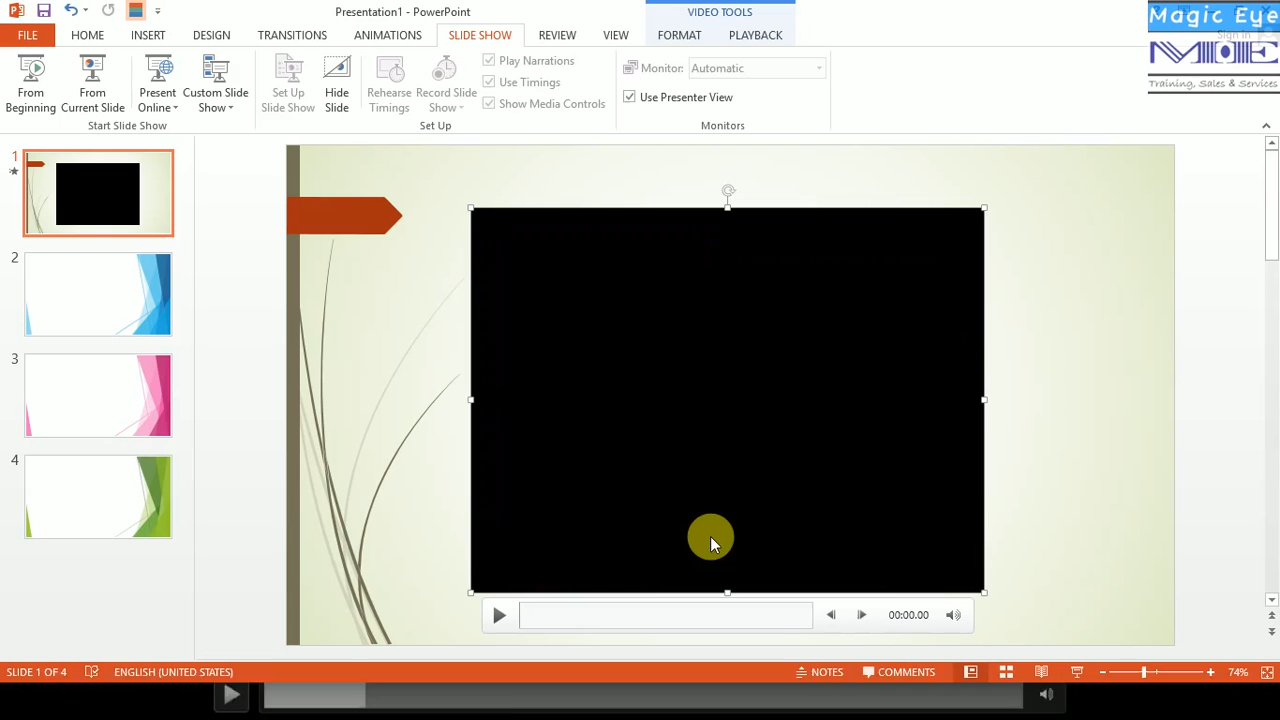 Presentation1 - PowerPoint
VIDEO TOOLS
Magic Eye
Sign in
FILE HOME INSERT DESIGN TRANSITIONS ANIMATIONS SLIDE SHOW REVIEW VIEW FORMAT PLAYBACK
MOE
Training, Sales & Services
From Beginning
From Current Slide
Present Online
Custom Slide Show
Set Up Slide Show
Hide Slide
Rehearse Timings
Record Slide Show
Play Narrations
Use Timings
Show Media Controls
Monitor: Automatic
Use Presenter View
Start Slide Show
Set Up
Monitors
1
2
3
4
00:00.00
SLIDE 1 OF 4
ENGLISH (UNITED STATES)
NOTES
COMMENTS
74%